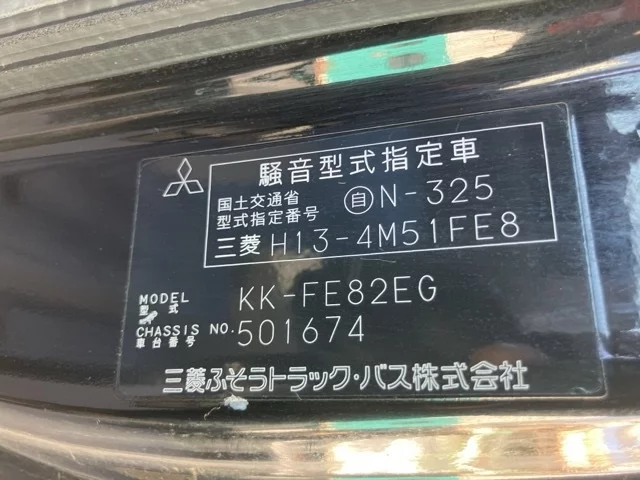 騒音型式指定車
国土交通省
型式指定番号 自N-325
三菱 H13-4M51FE8
MODEL
型式 KK-FE82EG
CHASSIS NO.
車台番号 501674
三菱ふそうトラック・バス株式会社